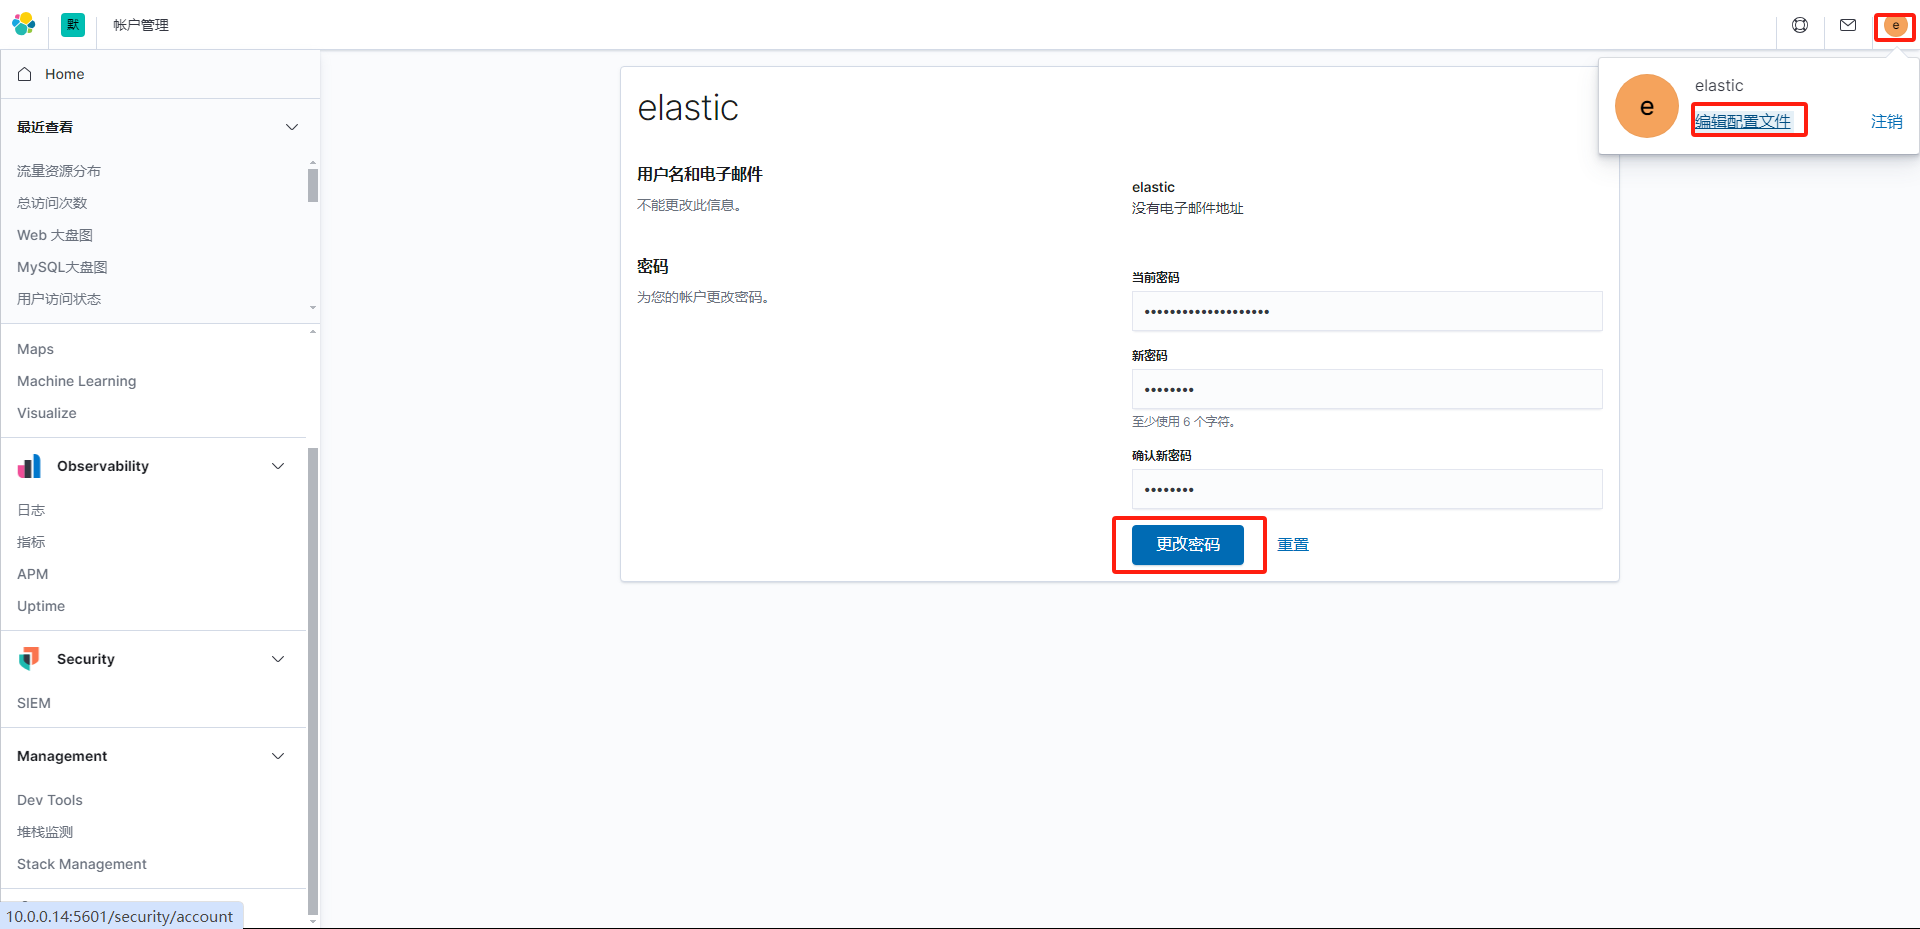 默 帐户管理
e
Home
最近查看
流量资源分布
总访问次数
Web 大盘图
MySQL大盘图
用户访问状态
Maps
Machine Learning
Visualize
Observability
日志
指标
APM
Uptime
Security
SIEM
Management
Dev Tools
堆栈监测
Stack Management
10.0.0.14:5601/security/account
elastic
用户名和电子邮件
不能更改此信息。
elastic
没有电子邮件地址
密码
为您的帐户更改密码。
当前密码
••••••••••••••••••••
新密码
••••••••
至少使用 6 个字符。
确认新密码
••••••••
更改密码 重置
e
elastic
编辑配置文件 注销